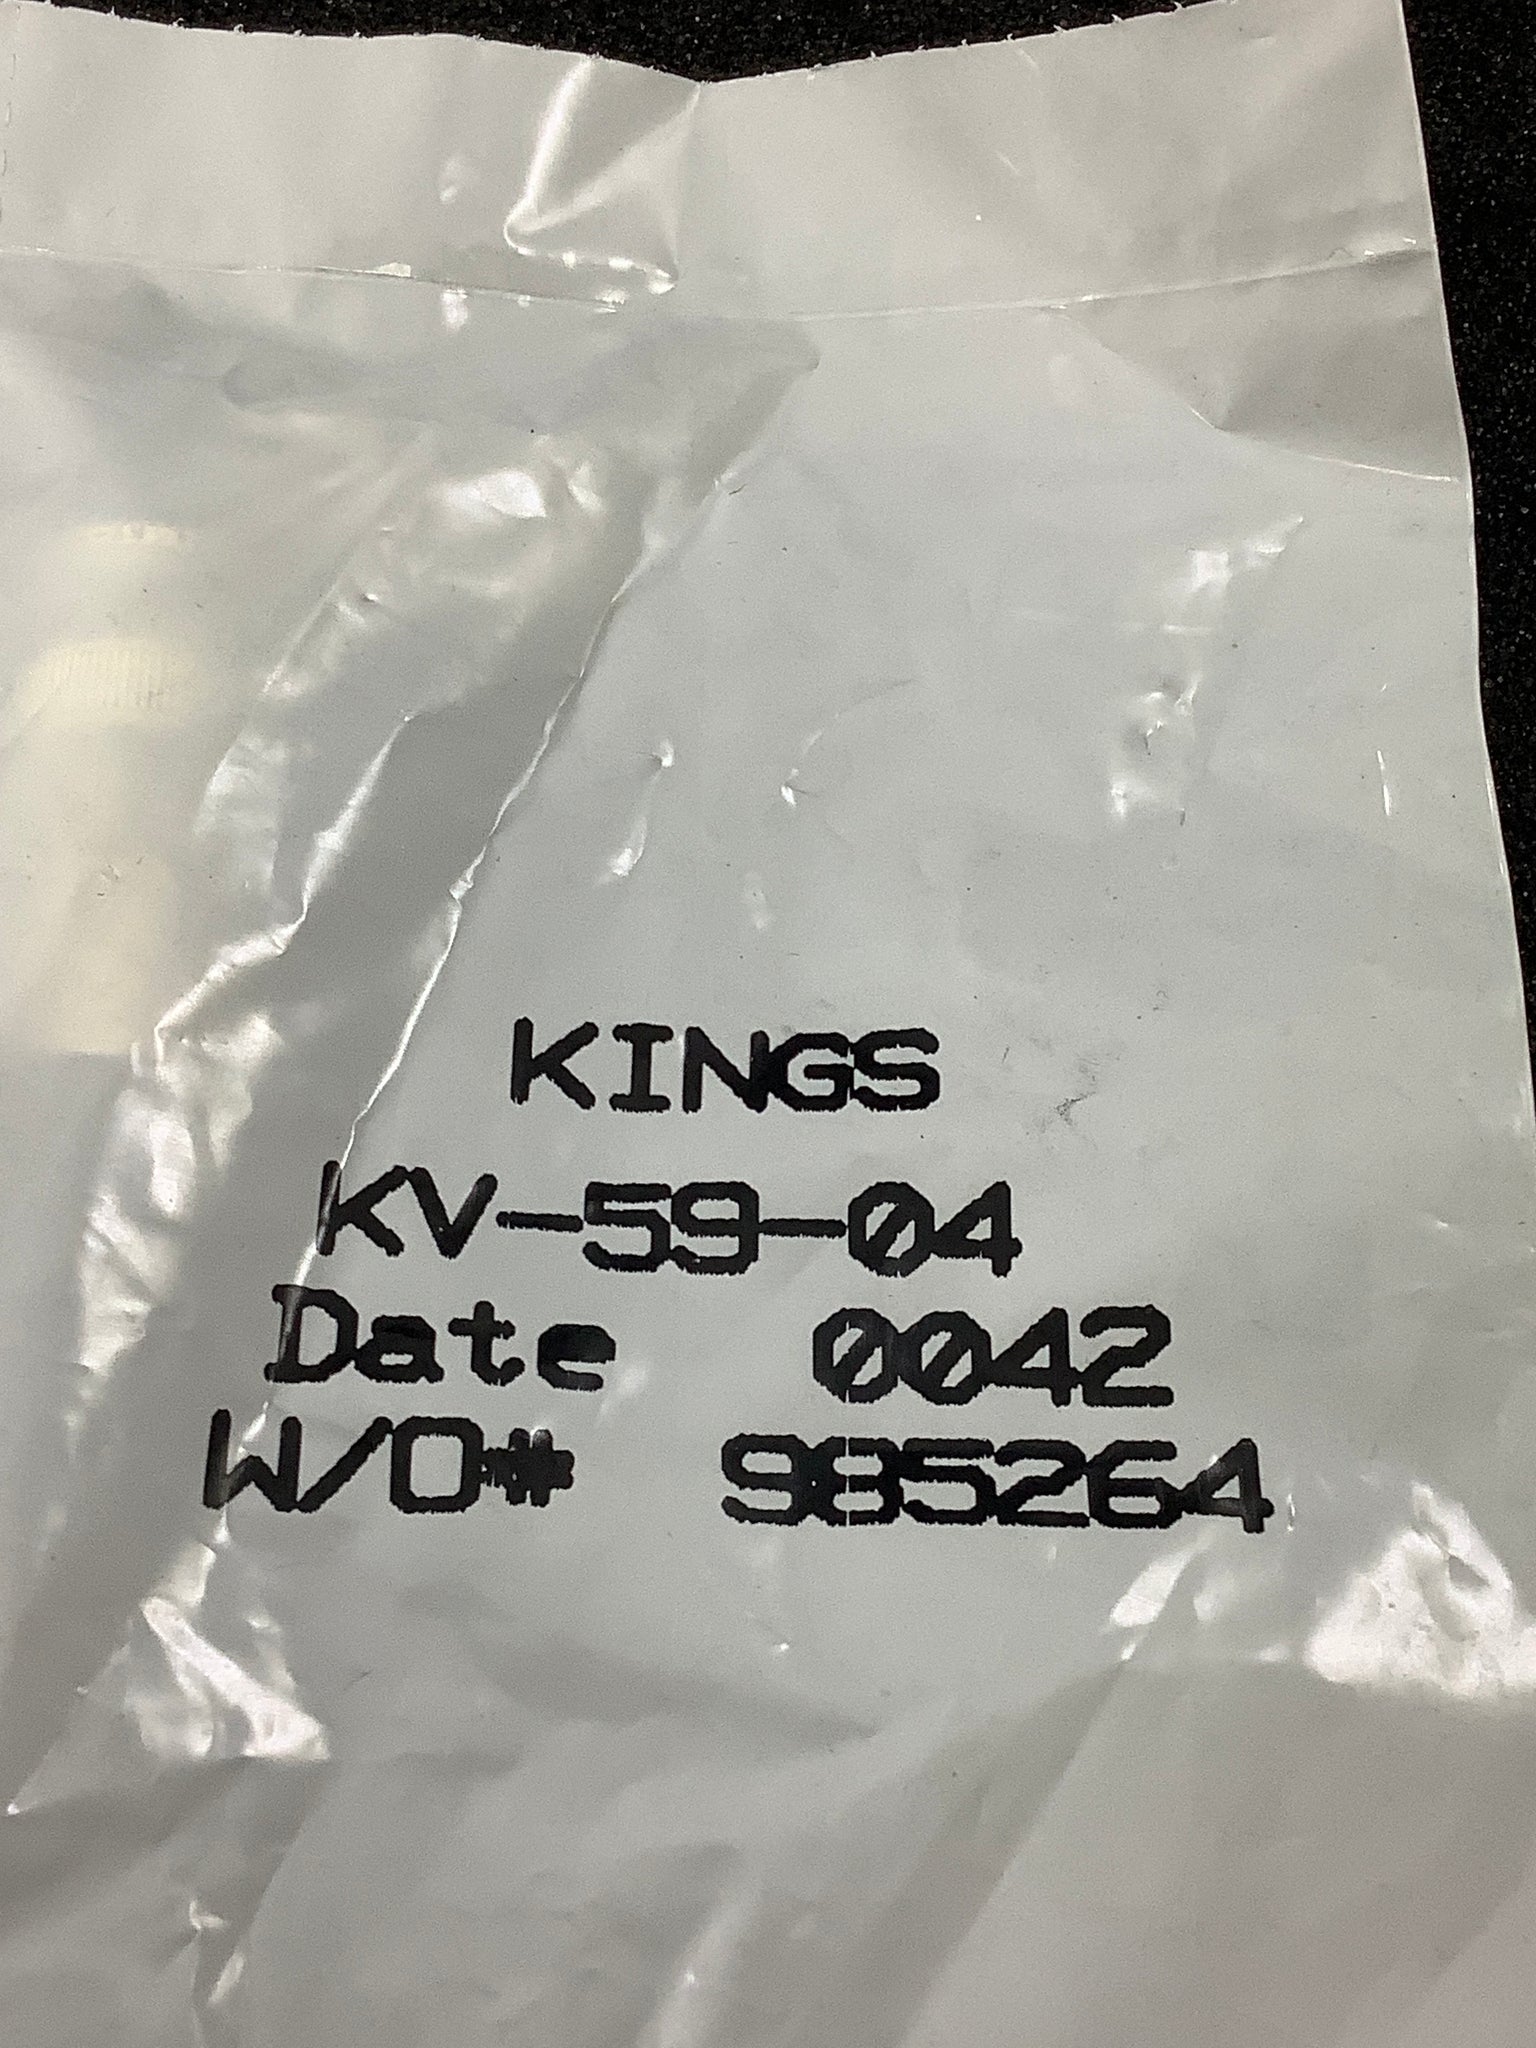 KINGS
KV-59-04
Date 0042
W/O# 985264